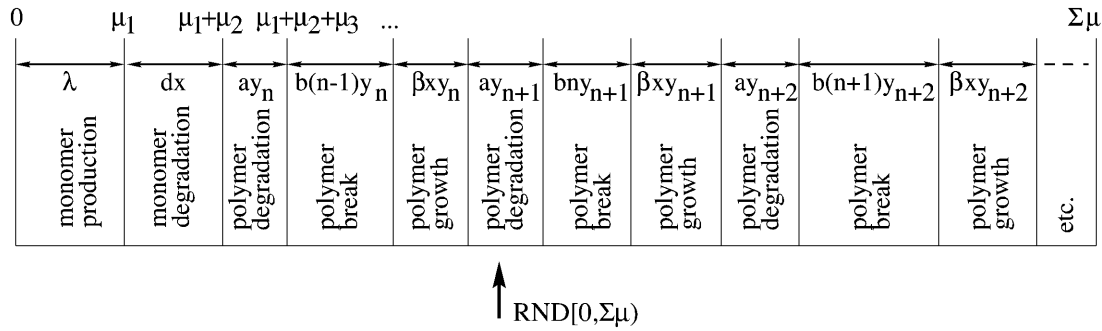 0 μ1 μ1+μ2 μ1+μ2+μ3 ... Σμ
λ dx ayn b(n-1)yn βxyn ayn+1 bnyn+1 βxyn+1 ayn+2 b(n+1)yn+2 βxyn+2
monomer
production
monomer
degradation
polymer
degradation
polymer
break
polymer
growth
polymer
degradation
polymer
break
polymer
growth
polymer
degradation
polymer
break
polymer
growth
etc.
RND[0,Σμ)